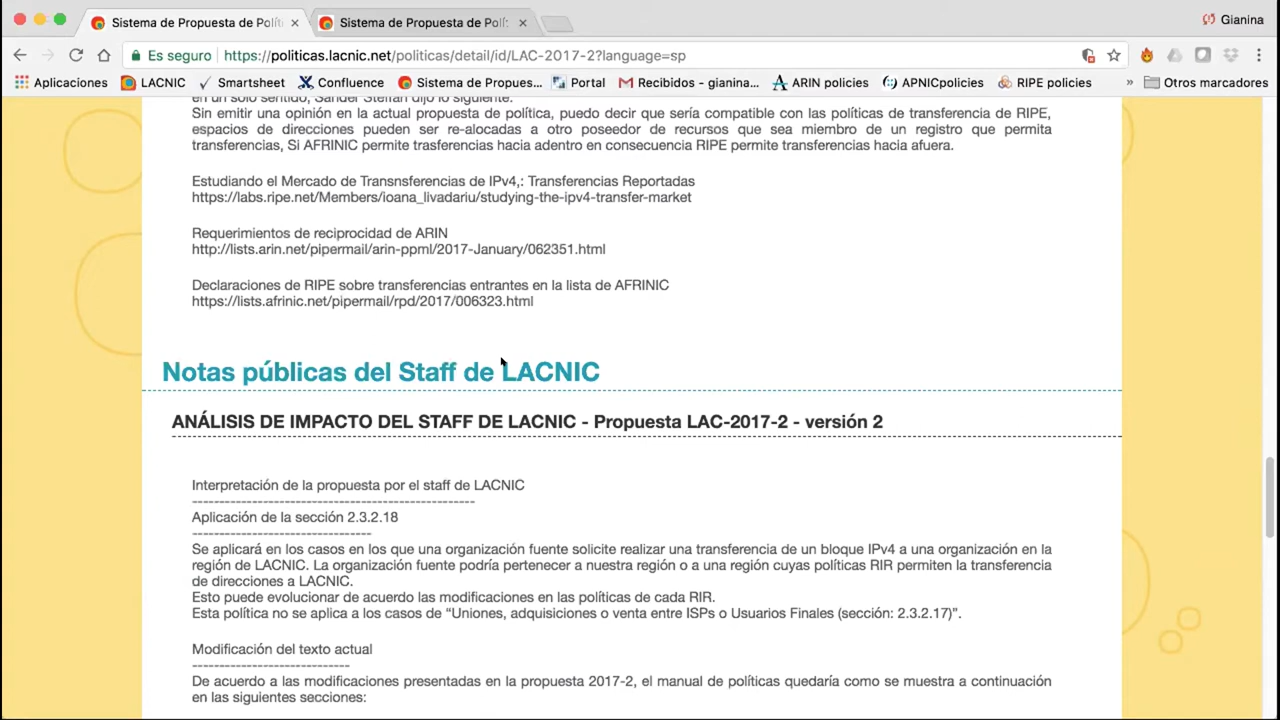 Sistema de Propuesta de Políti
Sistema de Propuesta de Polít
Gianina
Es seguro
https://politicas.lacnic.net/politicas/detail/id/LAC-2017-2?language=sp
Aplicaciones
LACNIC
Smartsheet
Confluence
Sistema de Propues...
Portal
Recibidos - gianina...
ARIN policies
APNICpolicies
RIPE policies
»
Otros marcadores
en un solo sentido, Sander Steffan dijo lo siguiente:
Sin emitir una opinión en la actual propuesta de política, puedo decir que sería compatible con las políticas de transferencia de RIPE,
espacios de direcciones pueden ser re-alocadas a otro poseedor de recursos que sea miembro de un registro que permita
transferencias, Si AFRINIC permite trasferencias hacia adentro en consecuencia RIPE permite transferencias hacia afuera.
Estudiando el Mercado de Transnsferencias de IPv4,: Transferencias Reportadas
https://labs.ripe.net/Members/ioana_livadariu/studying-the-ipv4-transfer-market
Requerimientos de reciprocidad de ARIN
http://lists.arin.net/pipermail/arin-ppml/2017-January/062351.html
Declaraciones de RIPE sobre transferencias entrantes en la lista de AFRINIC
https://lists.afrinic.net/pipermail/rpd/2017/006323.html
Notas públicas del Staff de LACNIC
ANÁLISIS DE IMPACTO DEL STAFF DE LACNIC - Propuesta LAC-2017-2 - versión 2
Interpretación de la propuesta por el staff de LACNIC
-----------------------------------------------------
Aplicación de la sección 2.3.2.18
---------------------------------
Se aplicará en los casos en los que una organización fuente solicite realizar una transferencia de un bloque IPv4 a una organización en la
región de LACNIC. La organización fuente podría pertenecer a nuestra región o a una región cuyas políticas RIR permiten la transferencia
de direcciones a LACNIC.
Esto puede evolucionar de acuerdo las modificaciones en las políticas de cada RIR.
Esta política no se aplica a los casos de “Uniones, adquisiciones o venta entre ISPs o Usuarios Finales (sección: 2.3.2.17)”.
Modificación del texto actual
-----------------------------
De acuerdo a las modificaciones presentadas en la propuesta 2017-2, el manual de políticas quedaría como se muestra a continuación
en las siguientes secciones: